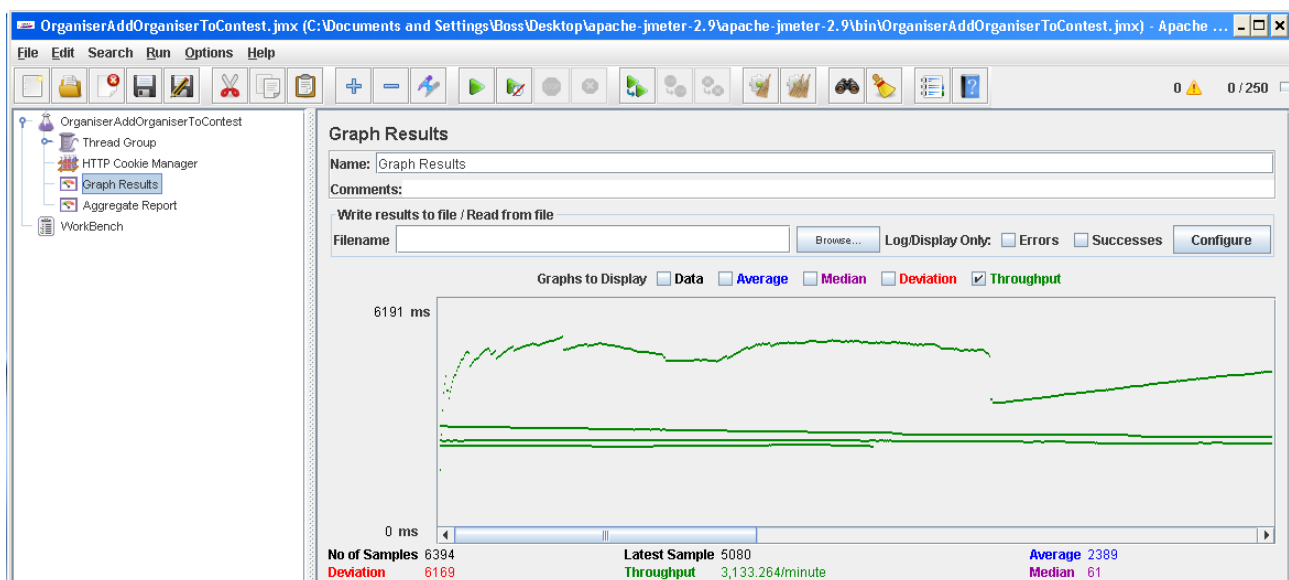 OrganiserAddOrganiserToContest.jmx (C:\Documents and Settings\Boss\Desktop\apache-jmeter-2.9\apache-jmeter-2.9\bin\OrganiserAddOrganiserToContest.jmx) - Apache ...
File Edit Search Run Options Help
0 0 / 250
OrganiserAddOrganiserToContest
Thread Group
HTTP Cookie Manager
Graph Results
Aggregate Report
WorkBench
Graph Results
Name: Graph Results
Comments:
Write results to file / Read from file
Filename Browse... Log/Display Only: Errors Successes Configure
Graphs to Display Data Average Median Deviation Throughput
6191 ms
0 ms
No of Samples 6394 Latest Sample 5080 Average 2389
Deviation 6169 Throughput 3,133.264/minute Median 61